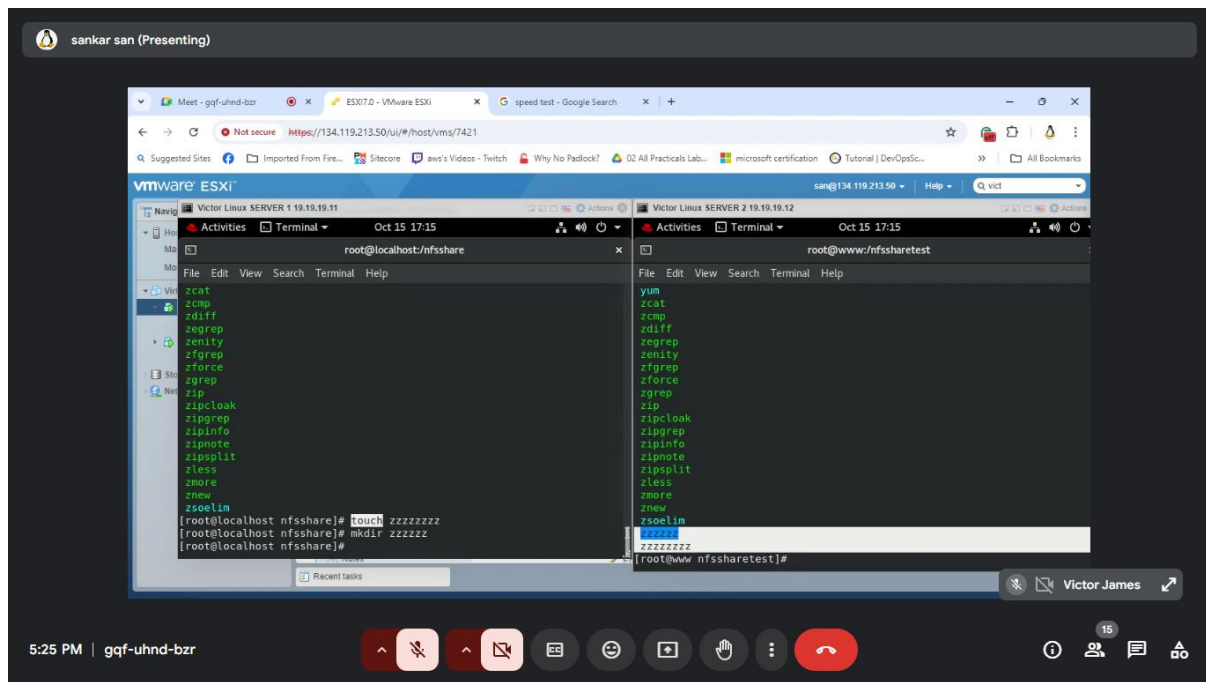 sankar san (Presenting)
Meet - gqf-uhnd-bzr
ESXI7.0 - VMware ESXi
speed test - Google Search
Not secure https://134.119.213.50/ui/#/host/vms/7421
Suggested Sites
Imported From Fire...
Sitecore
aws's Videos - Twitch
Why No Padlock?
02 All Practicals Lab...
microsoft certification
Tutorial | DevOpsSc...
All Bookmarks
vmware ESXi
san@134.119.213.50
Help
vict
Navig
Ho
Ma
Mo
Virt
Sto
Net
Victor Linux SERVER 1 19.19.19.11
Actions
Activities Terminal Oct 15 17:15
root@localhost:/nfsshare
File Edit View Search Terminal Help
zcat
zcmp
zdiff
zegrep
zenity
zfgrep
zforce
zgrep
zip
zipcloak
zipgrep
zipinfo
zipnote
zipsplit
zless
zmore
znew
zsoelim
[root@localhost nfsshare]# touch zzzzzzzz
[root@localhost nfsshare]# mkdir zzzzzz
[root@localhost nfsshare]#
Victor Linux SERVER 2 19.19.19.12
Actions
Activities Terminal Oct 15 17:15
root@www:/nfssharetest
File Edit View Search Terminal Help
yum
zcat
zcmp
zdiff
zegrep
zenity
zfgrep
zforce
zgrep
zip
zipcloak
zipgrep
zipinfo
zipnote
zipsplit
zless
zmore
znew
zsoelim
zzzzzz
zzzzzzzz
[root@www nfssharetest]#
Recent tasks
Victor James
5:25 PM | gqf-uhnd-bzr
15